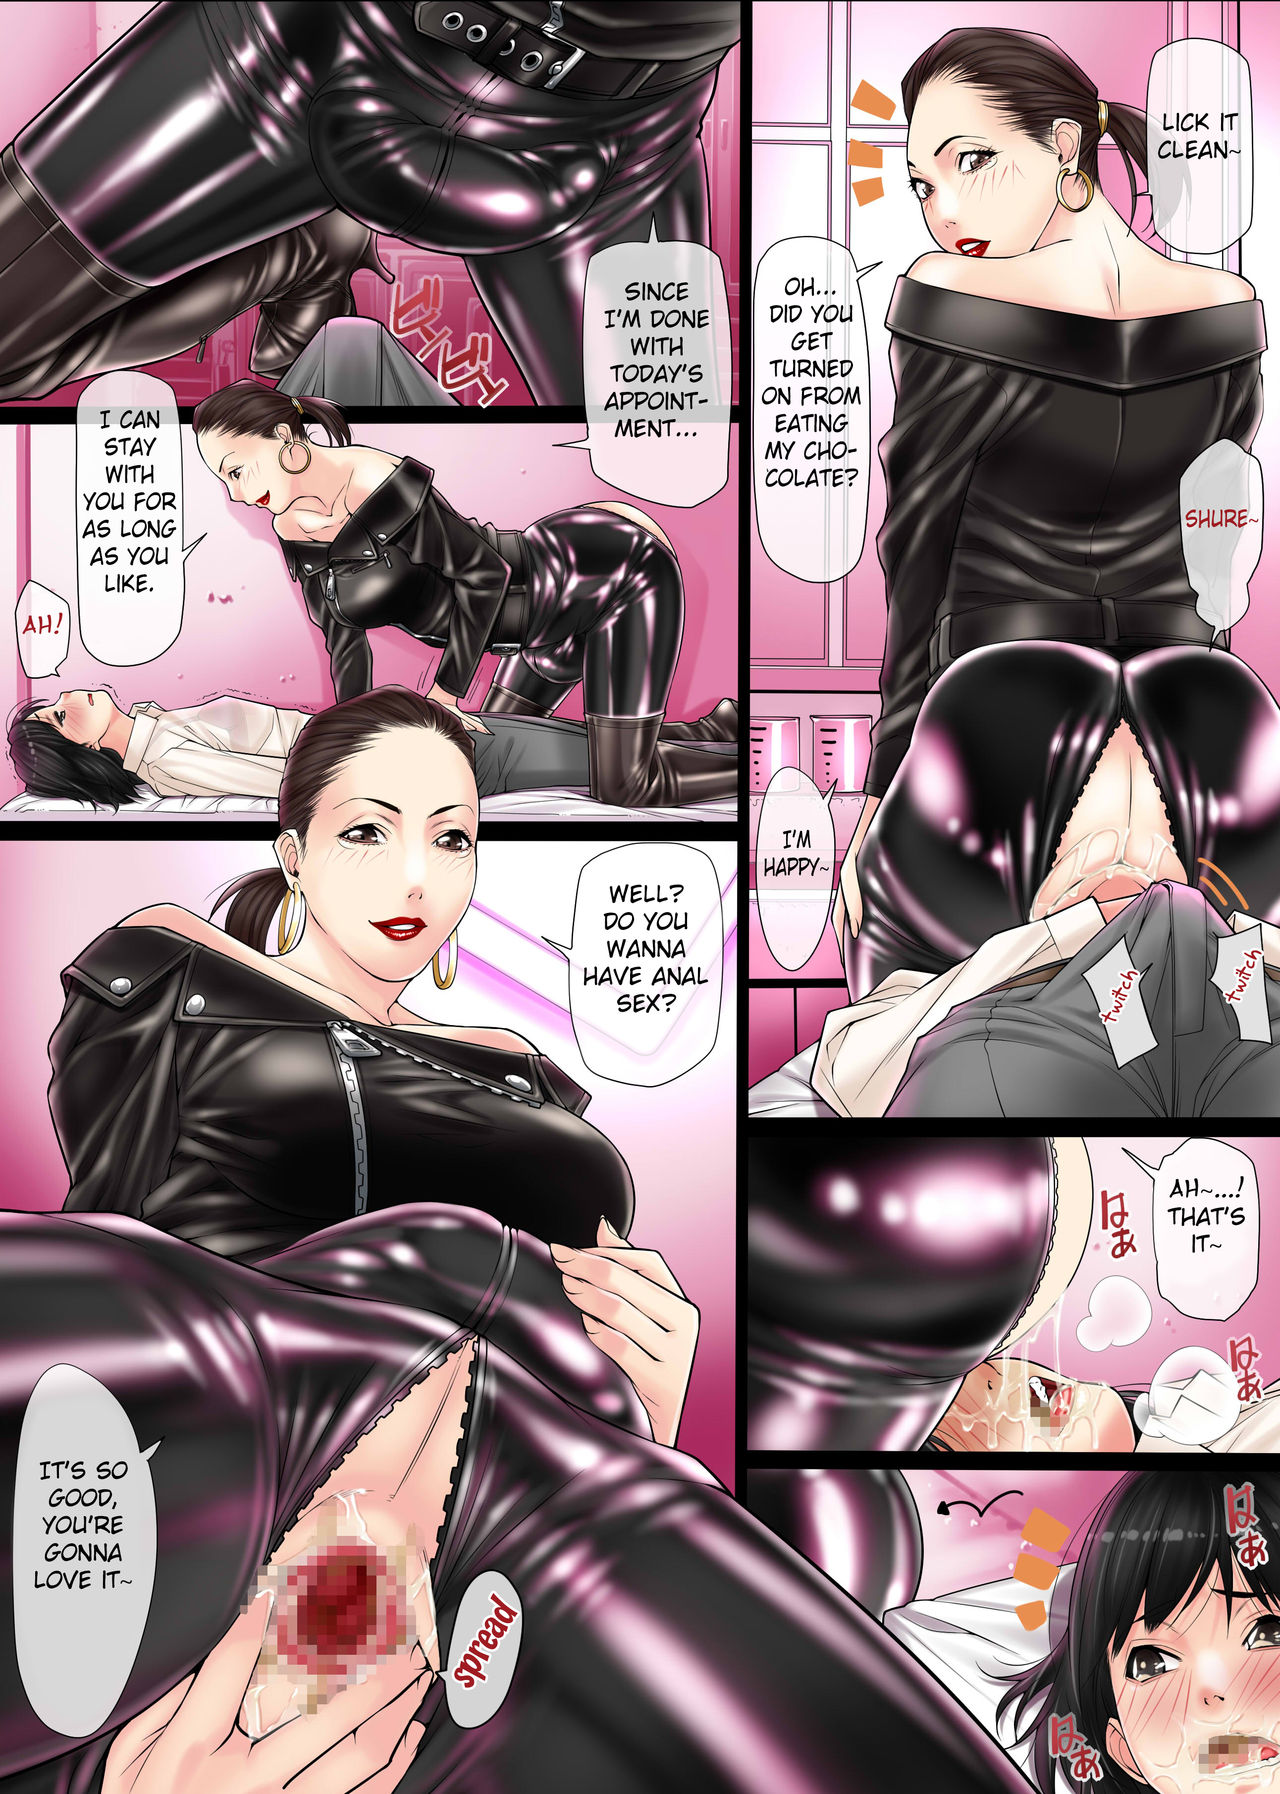 LICK IT
CLEAN~
OH...
DID YOU
GET
TURNED
ON FROM
EATING
MY CHO-
COLATE?
SHURE~
I'M
HAPPY~
twitch
twitch
AH~...!
THAT'S
IT~
はぁ
はぁ
はぁ
はぁ
SINCE
I'M DONE
WITH
TODAY'S
APPOINT-
MENT...
I CAN
STAY
WITH
YOU FOR
AS LONG
AS YOU
LIKE.
AH!
WELL?
DO YOU
WANNA
HAVE ANAL
SEX?
IT'S SO
GOOD,
YOU'RE
GONNA
LOVE IT~
spread